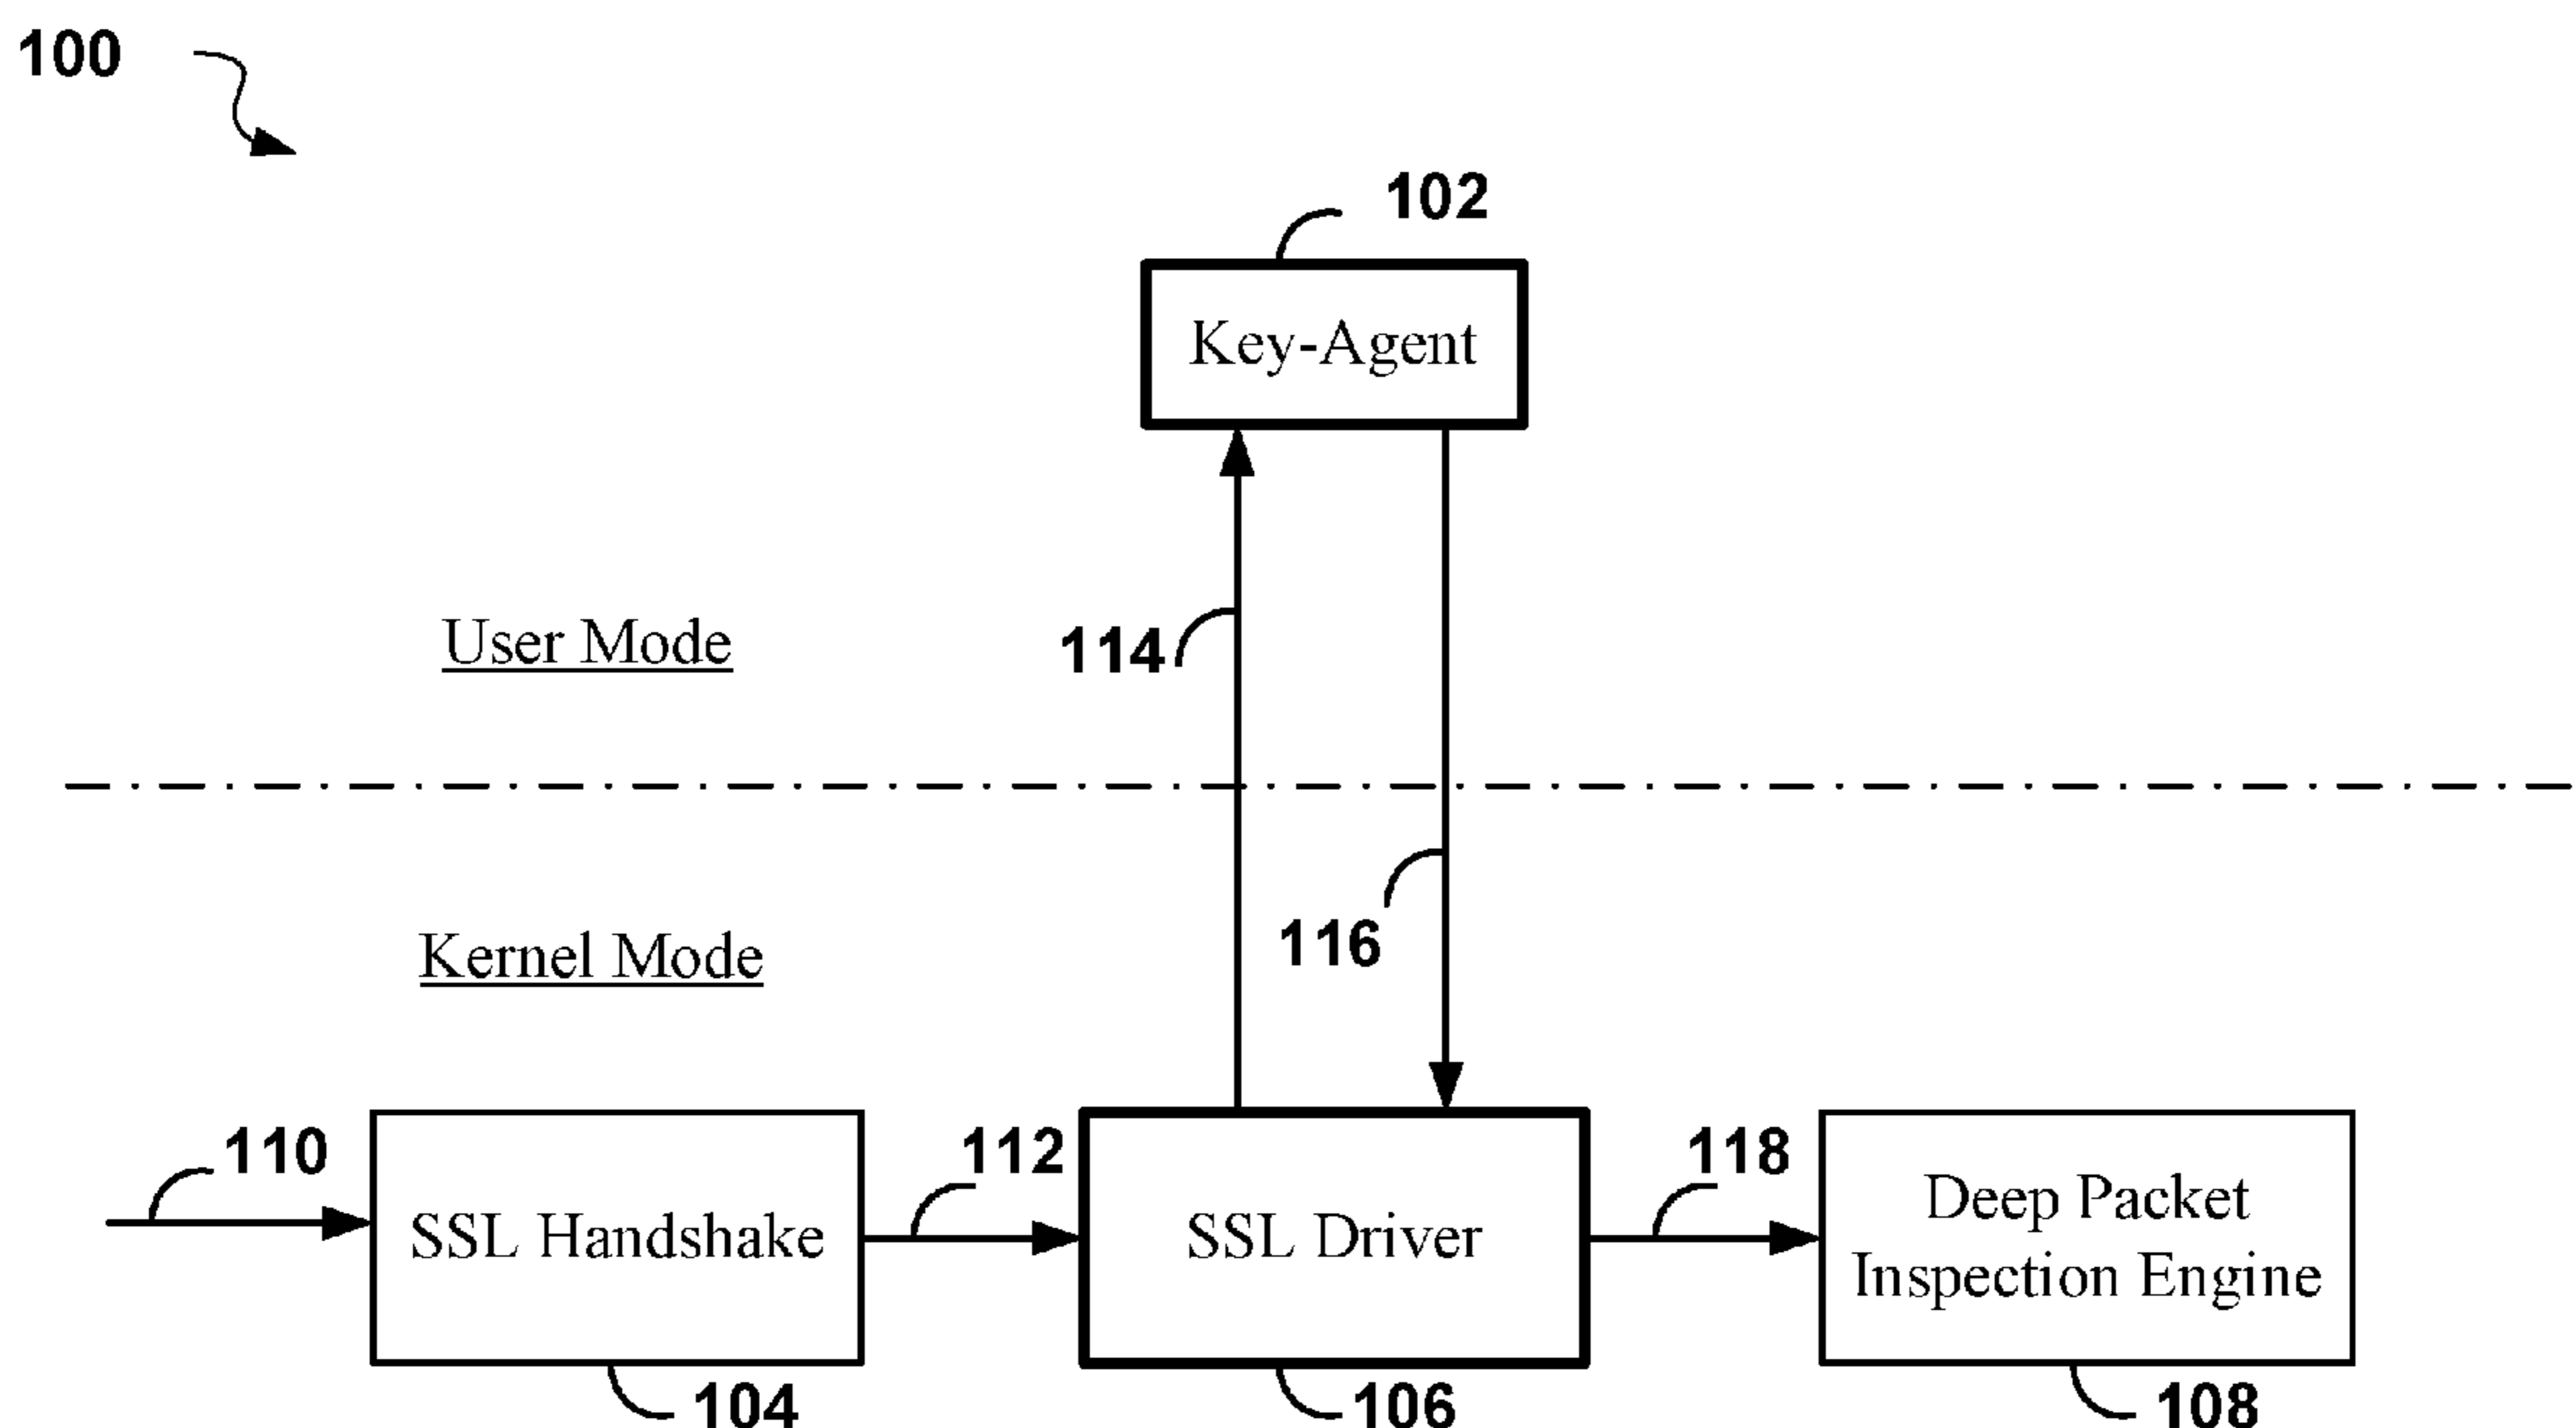 100
102
Key-Agent
User Mode
114
116
Kernel Mode
110
112
118
SSL Handshake
SSL Driver
Deep Packet
Inspection Engine
104
106
108